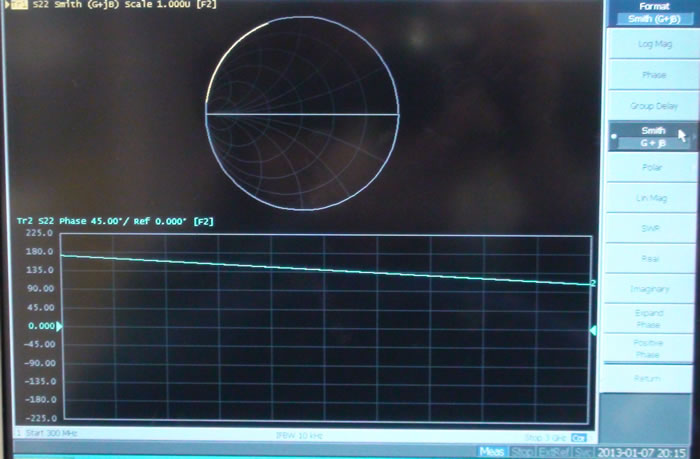 Tr1 S22 Smith (G+jB) Scale 1.000U [F2]
Tr2 S22 Phase 45.00°/ Ref 0.000° [F2]
225.0
180.0
135.0
90.00
45.00
0.000
-45.00
-90.00
-135.0
-180.0
-225.0
2
1 Start 300 MHz IFBW 10 kHz Stop 3 GHz Cor
Format
Smith (G+jB)
Log Mag
Phase
Group Delay
Smith
G + jB
Polar
Lin Mag
SWR
Real
Imaginary
Expand
Phase
Positive
Phase
Return
Meas Stop ExtRef Svc 2013-01-07 20:15